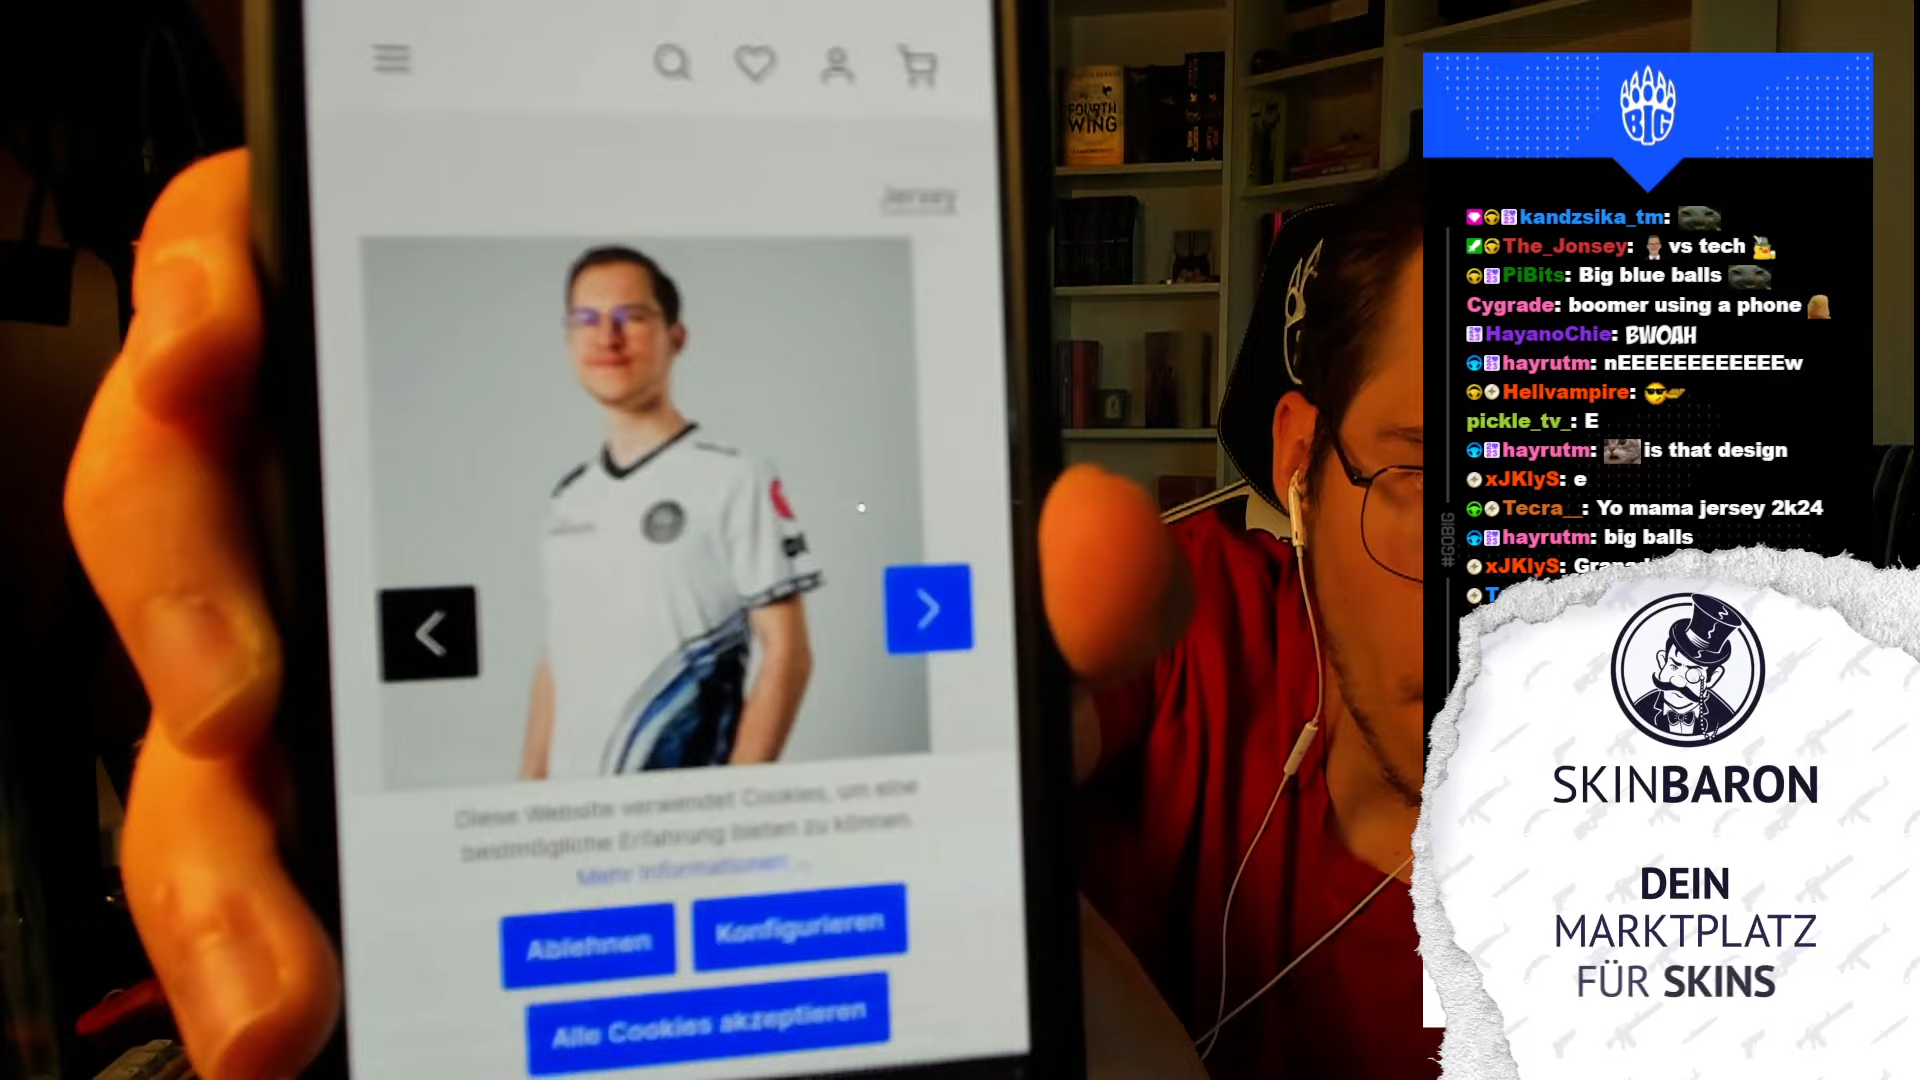 Jersey
Diese Website verwendet Cookies, um eine
bestmögliche Erfahrung bieten zu können.
Mehr Informationen ...
Ablehnen
Konfigurieren
Alle Cookies akzeptieren
FOURTH
WING
BIG
kandzsika_tm:
The_Jonsey: vs tech
PiBits: Big blue balls
Cygrade: boomer using a phone
HayanoChie: BWOAH
hayrutm: nEEEEEEEEEEEEw
Hellvampire:
pickle_tv_: E
hayrutm: is that design
xJKlyS: e
Tecra__: Yo mama jersey 2k24
hayrutm: big balls
xJKlyS:
#GOBIG
SKINBARON
DEIN
MARKTPLATZ
FÜR SKINS